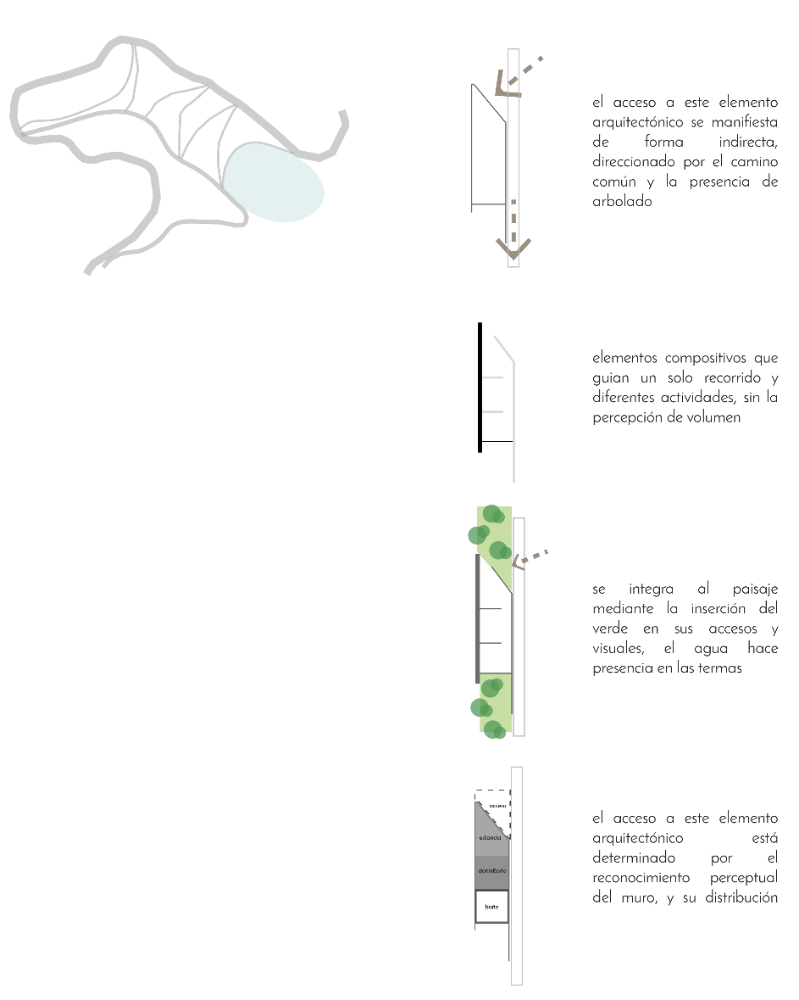 el acceso a este elemento
arquitectónico se manifiesta
de forma indirecta,
direccionado por el camino
común y la presencia de
arbolado
elementos compositivos que
guian un solo recorrido y
diferentes actividades, sin la
percepción de volumen
se integra al paisaje
mediante la inserción del
verde en sus accesos y
visuales, el agua hace
presencia en las termas
acceso
estancia
dormitorio
baño
el acceso a este elemento
arquitectónico está
determinado por el
reconocimiento perceptual
del muro, y su distribución